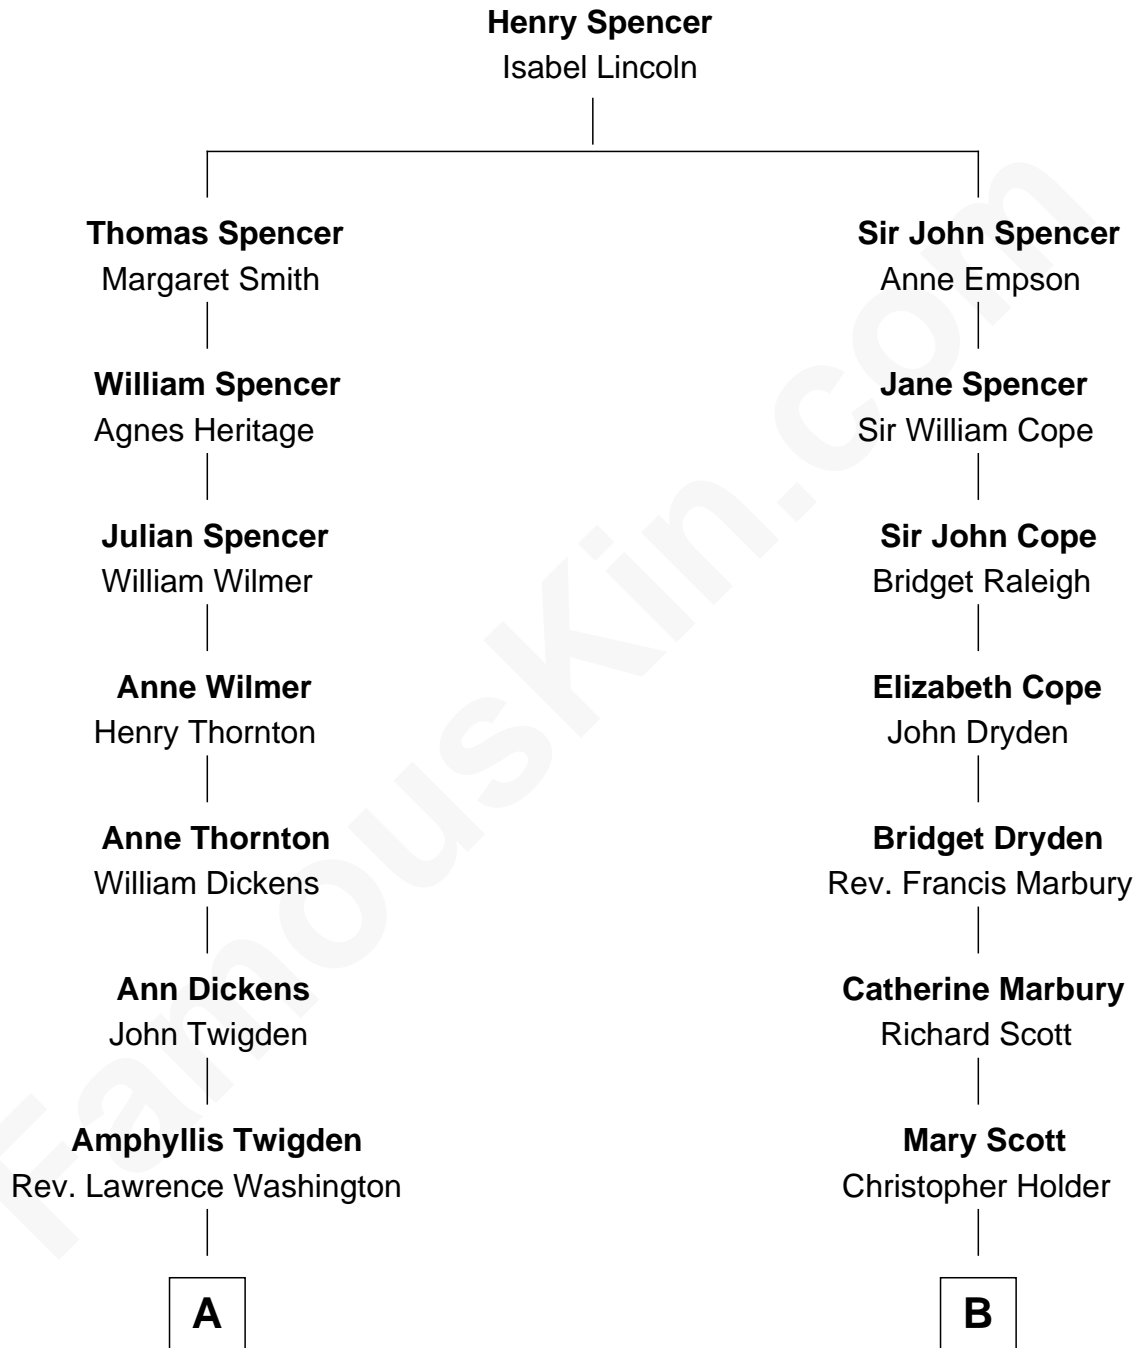 Henry Spencer
Isabel Lincoln
Thomas Spencer
Margaret Smith
Sir John Spencer
Anne Empson
William Spencer
Agnes Heritage
Jane Spencer
Sir William Cope
Julian Spencer
William Wilmer
Sir John Cope
Bridget Raleigh
Anne Wilmer
Henry Thornton
Elizabeth Cope
John Dryden
Anne Thornton
William Dickens
Bridget Dryden
Rev. Francis Marbury
Ann Dickens
John Twigden
Catherine Marbury
Richard Scott
Amphyllis Twigden
Rev. Lawrence Washington
Mary Scott
Christopher Holder
A
B
FamousKin.com